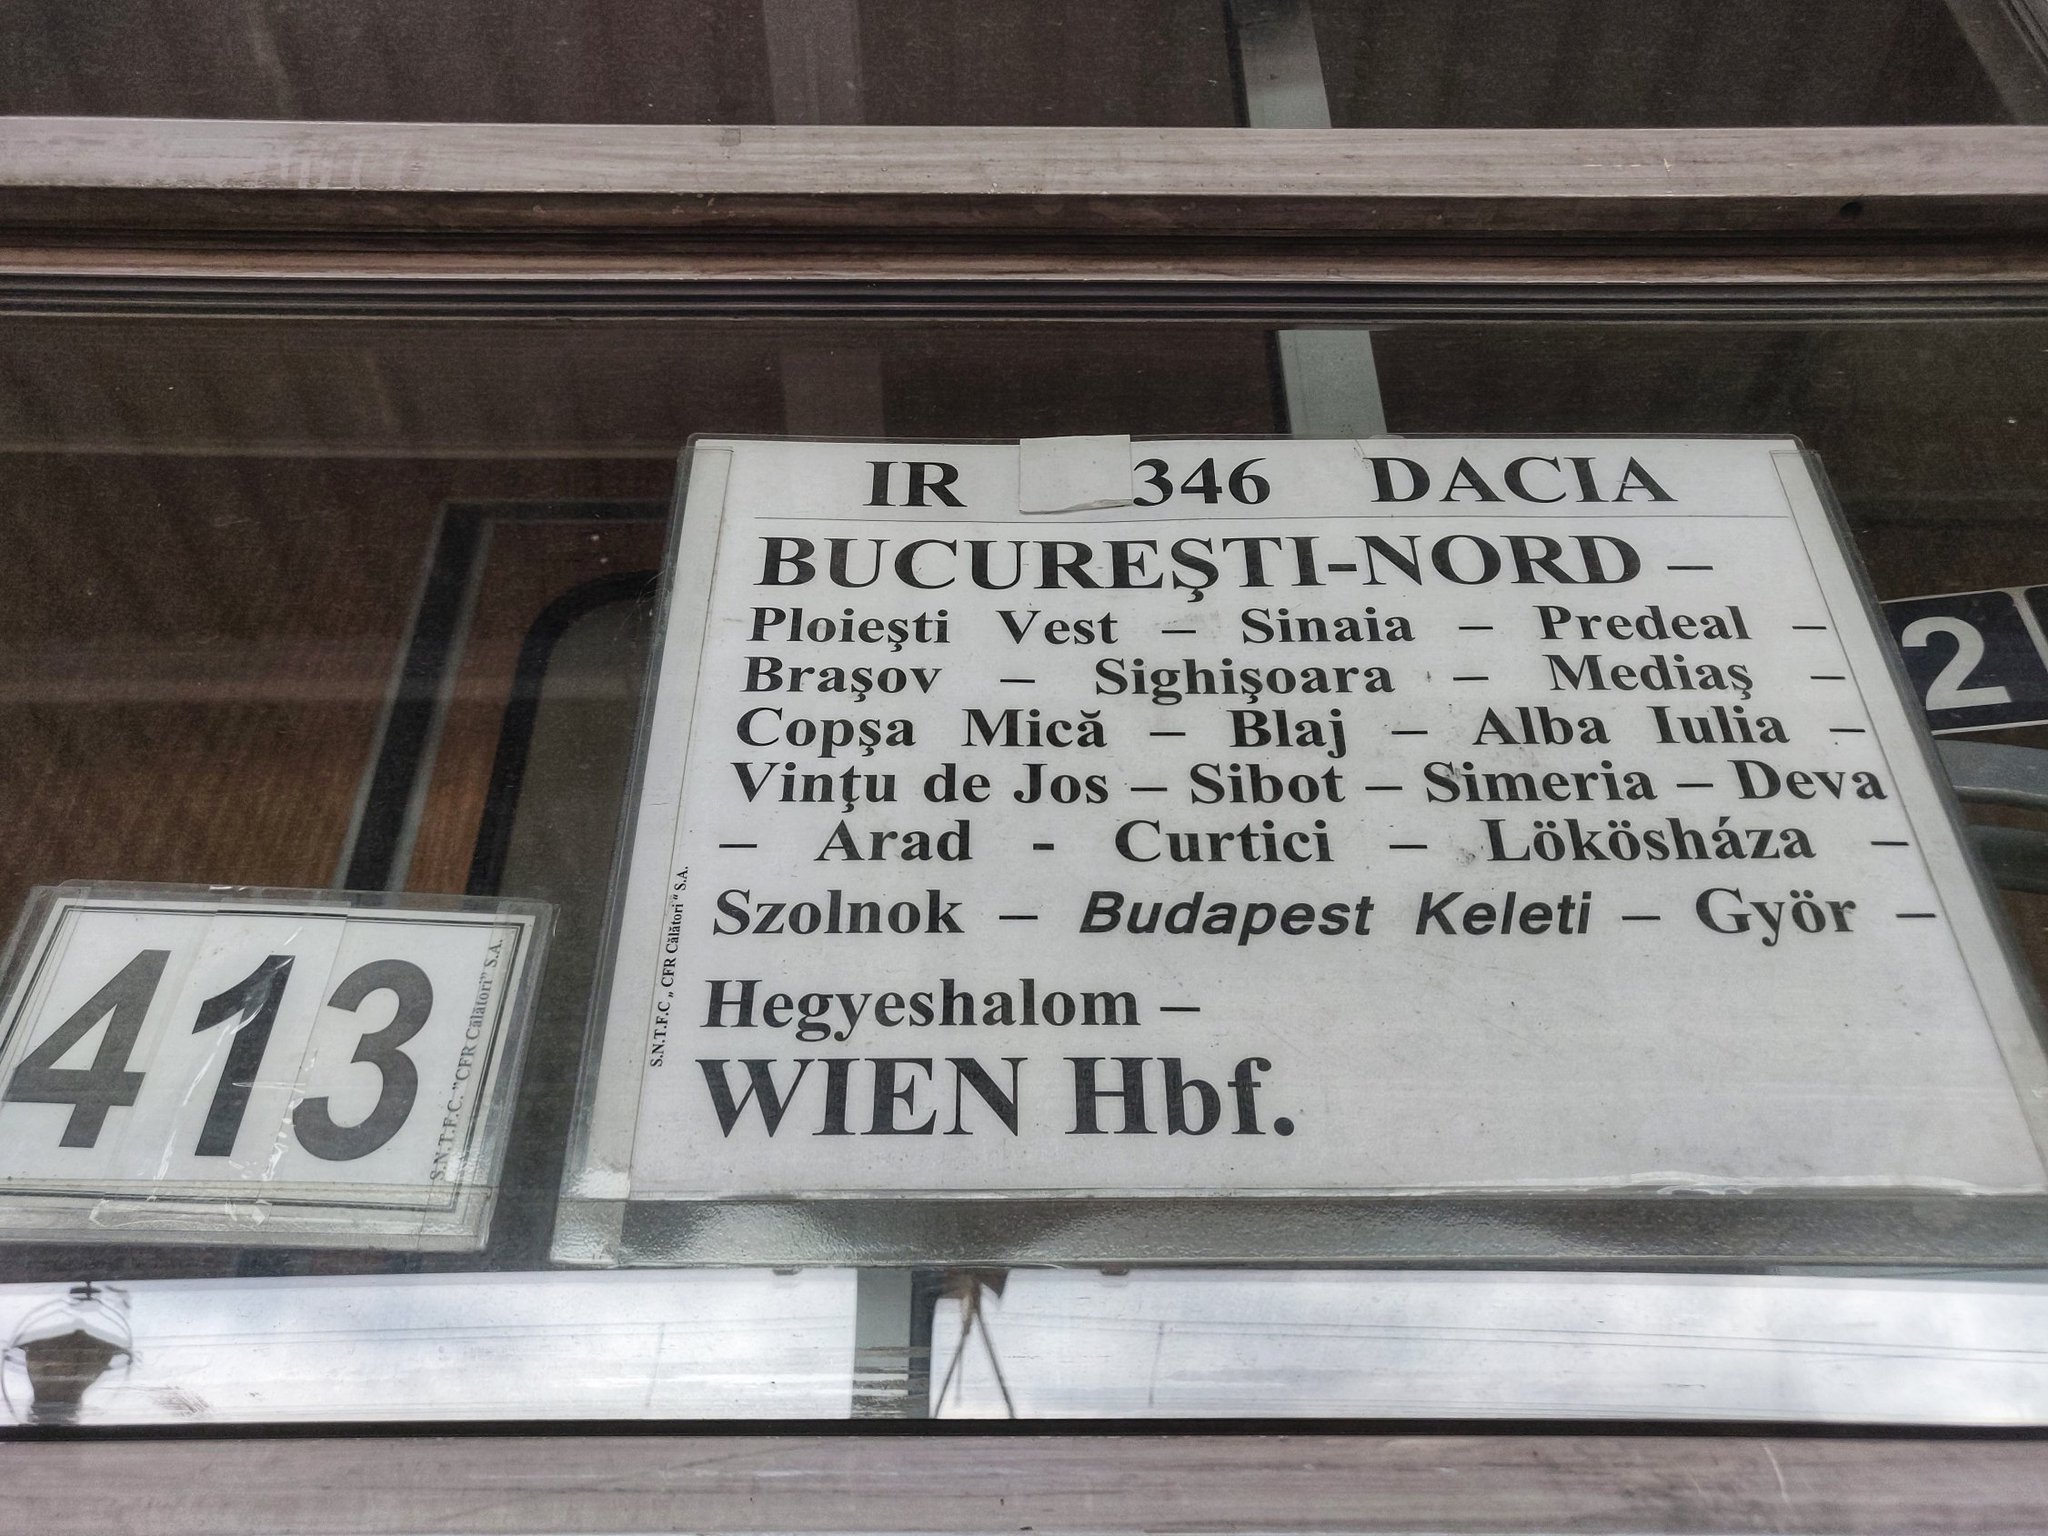 IR 346 DACIA
BUCUREŞTI-NORD –
Ploieşti Vest – Sinaia – Predeal –
Braşov – Sighişoara – Mediaş –
Copşa Mică – Blaj – Alba Iulia –
Vinţu de Jos – Sibot – Simeria – Deva
– Arad - Curtici – Lökösháza –
Szolnok – Budapest Keleti – Györ –
Hegyeshalom –
WIEN Hbf.
S.N.T.F.C „ CFR Călători “ S.A.
413
S.N.T.F.C. "CFR Călători" S.A.
2